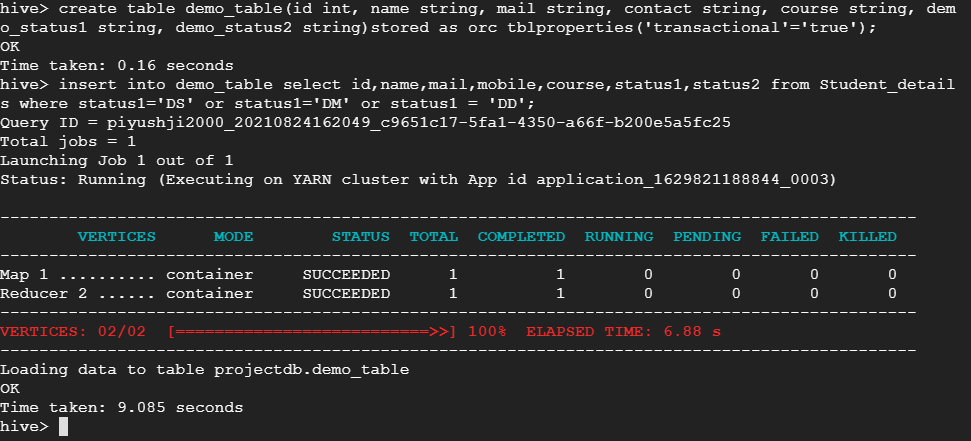 hive> create table demo_table(id int, name string, mail string, contact string, course string, dem
o_status1 string, demo_status2 string)stored as orc tblproperties('transactional'='true');
OK
Time taken: 0.16 seconds
hive> insert into demo_table select id,name,mail,mobile,course,status1,status2 from Student_detail
s where status1='DS' or status1='DM' or status1 = 'DD';
Query ID = piyushji2000_20210824162049_c9651c17-5fa1-4350-a66f-b200e5a5fc25
Total jobs = 1
Launching Job 1 out of 1
Status: Running (Executing on YARN cluster with App id application_1629821188844_0003)
----------------------------------------------------------------------------------------------
        VERTICES      MODE        STATUS  TOTAL  COMPLETED  RUNNING  PENDING  FAILED  KILLED
----------------------------------------------------------------------------------------------
Map 1 .......... container     SUCCEEDED      1          1        0        0       0       0
Reducer 2 ...... container     SUCCEEDED      1          1        0        0       0       0
----------------------------------------------------------------------------------------------
VERTICES: 02/02  [==========================>>] 100%  ELAPSED TIME: 6.88 s
----------------------------------------------------------------------------------------------
Loading data to table projectdb.demo_table
OK
Time taken: 9.085 seconds
hive>